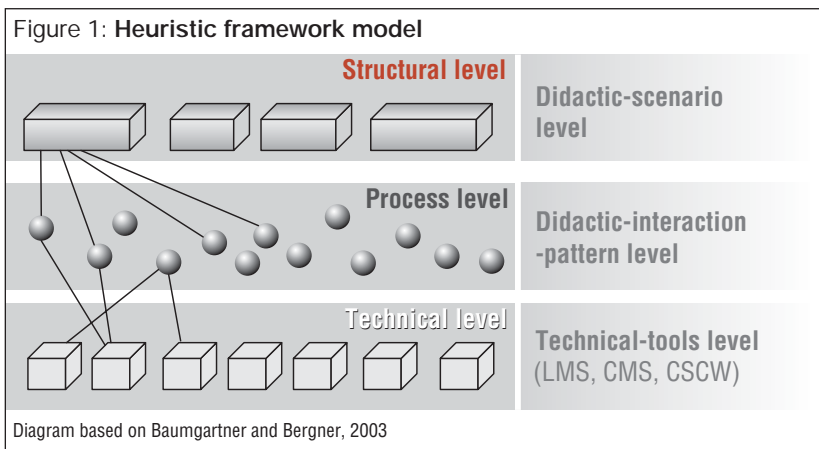 Figure 1: Heuristic framework model
Structural level
Didactic-scenario
level
Process level
Didactic-interaction
-pattern level
Technical level
Technical-tools level
(LMS, CMS, CSCW)
Diagram based on Baumgartner and Bergner, 2003